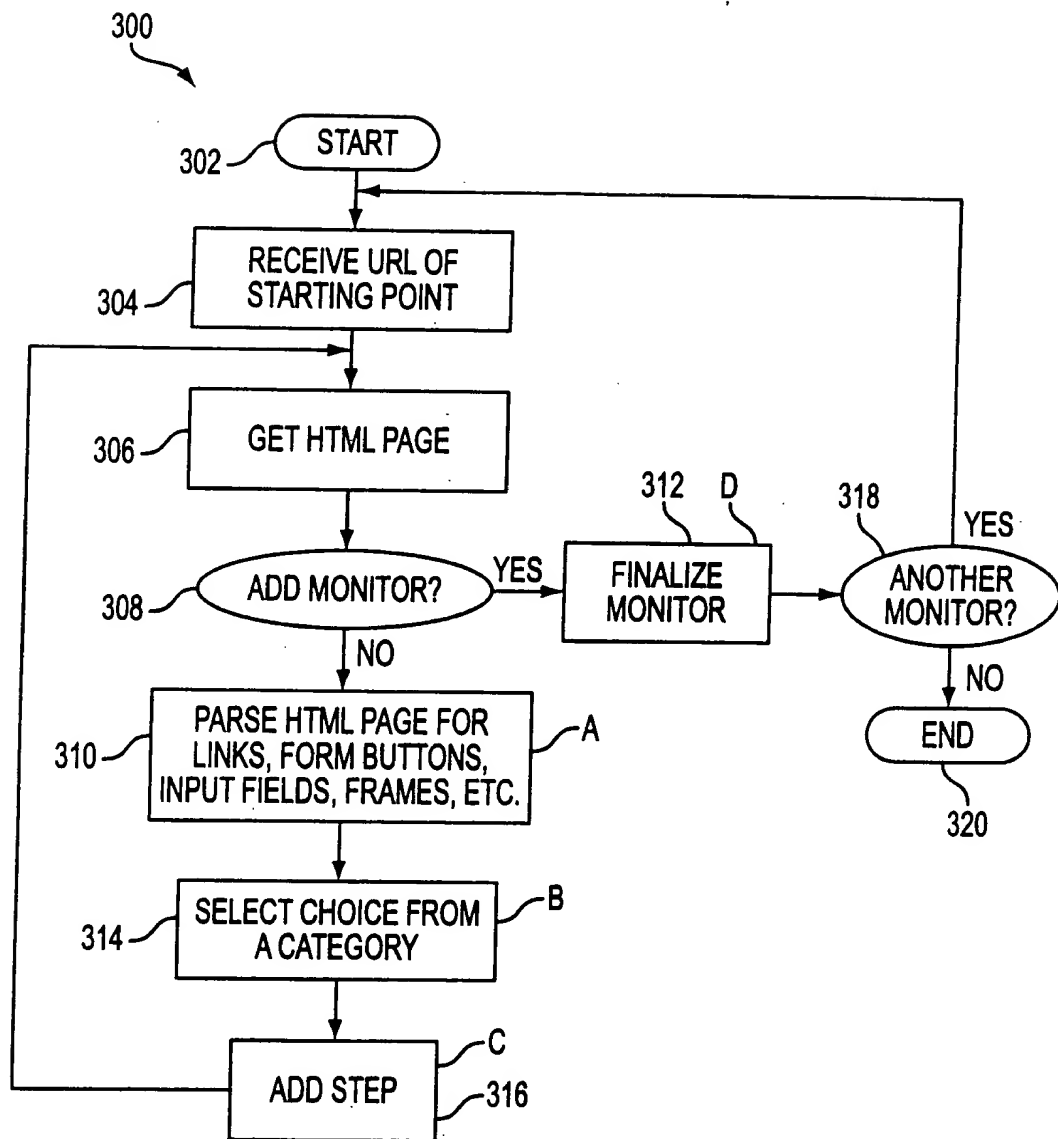 300
302
START
304
RECEIVE URL OF
STARTING POINT
306
GET HTML PAGE
308
ADD MONITOR?
YES
312
D
FINALIZE
MONITOR
318
YES
ANOTHER
MONITOR?
NO
END
320
NO
310
PARSE HTML PAGE FOR
LINKS, FORM BUTTONS,
INPUT FIELDS, FRAMES, ETC.
A
314
SELECT CHOICE FROM
A CATEGORY
B
ADD STEP
C
316